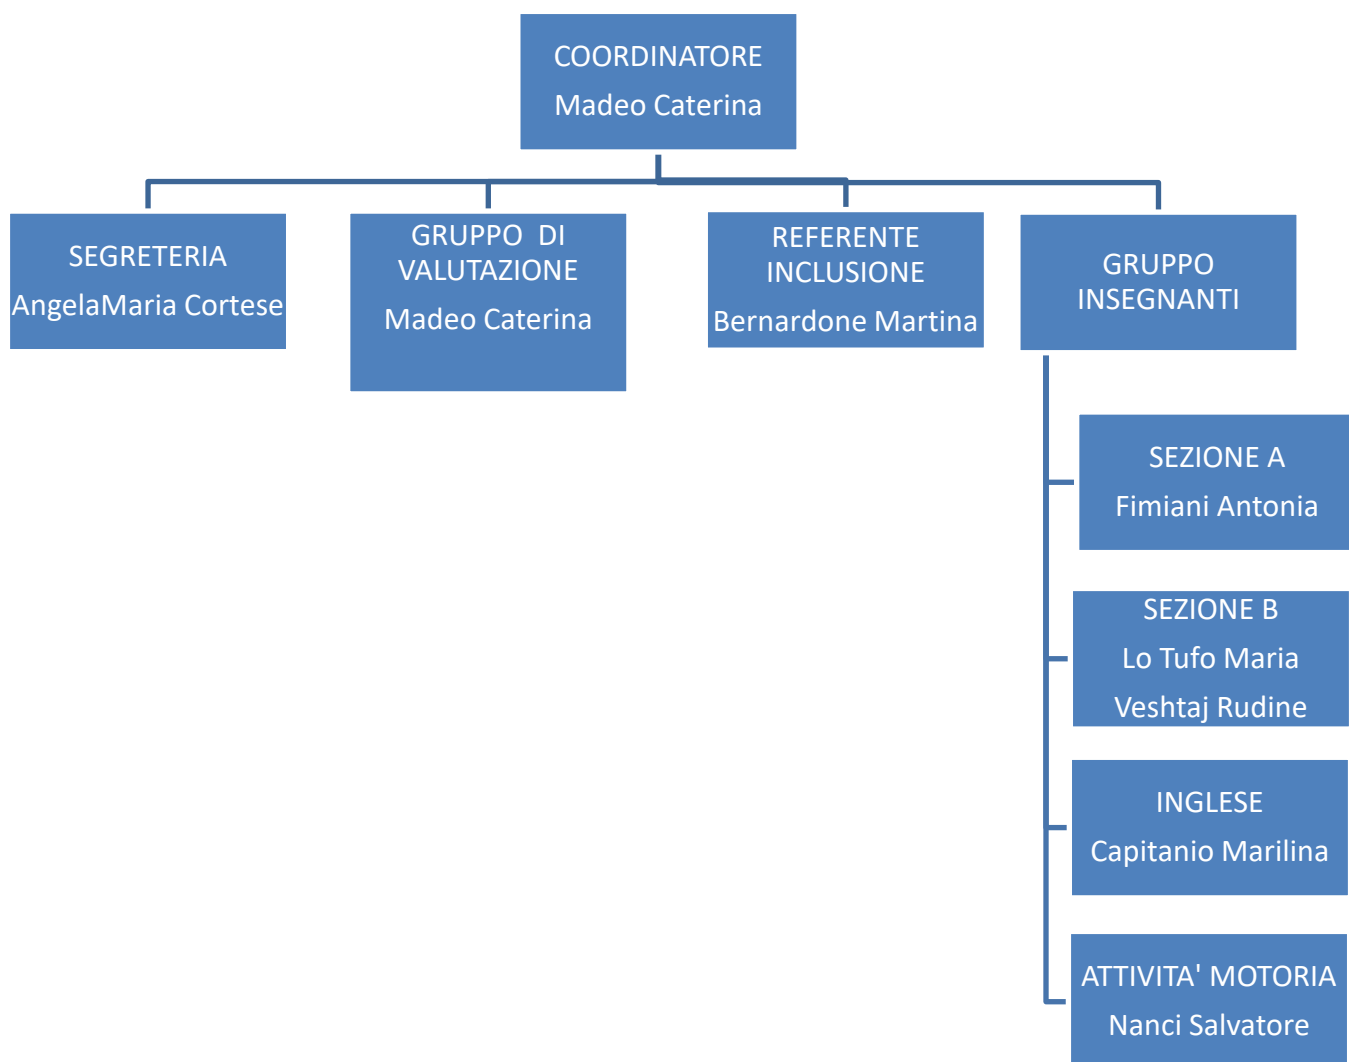 COORDINATORE
Madeo Caterina
SEGRETERIA
AngelaMaria Cortese
GRUPPO  DI
VALUTAZIONE
Madeo Caterina
REFERENTE
INCLUSIONE
Bernardone Martina
GRUPPO
INSEGNANTI
SEZIONE A
Fimiani Antonia
SEZIONE B
Lo Tufo Maria
Veshtaj Rudine
INGLESE
Capitanio Marilina
ATTIVITA' MOTORIA
Nanci Salvatore